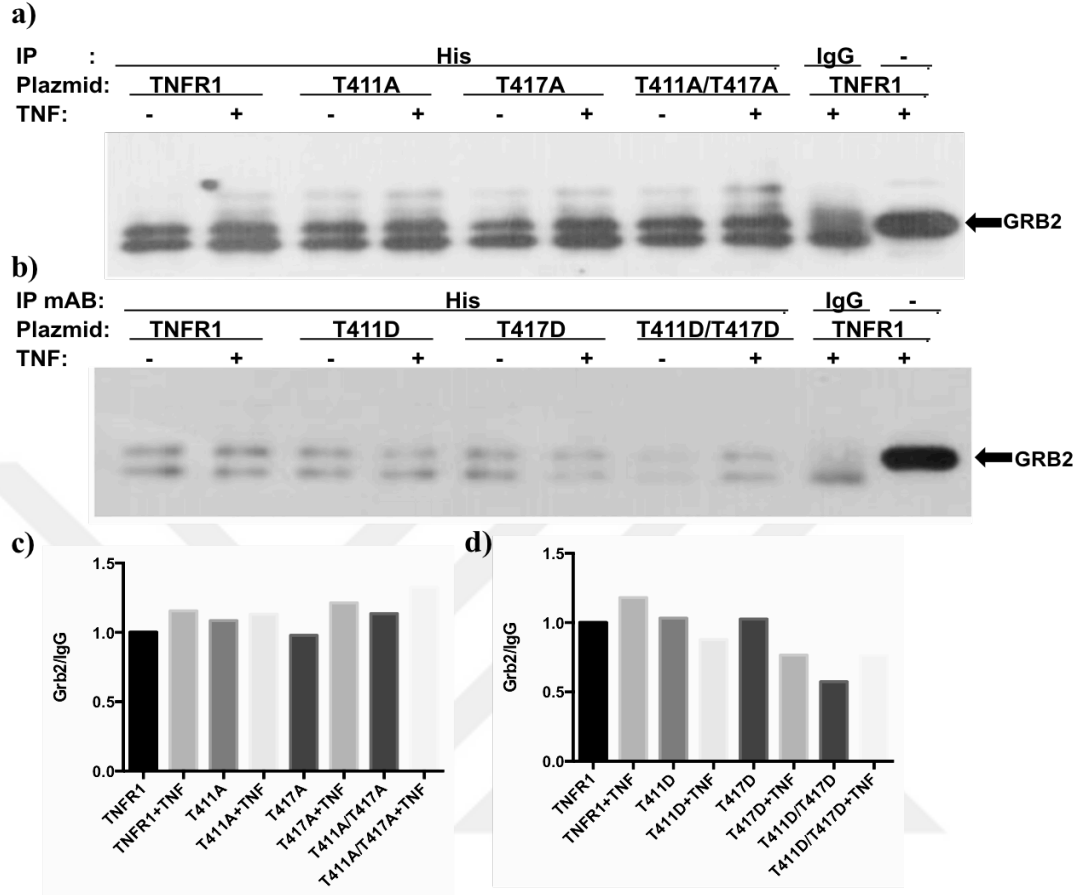 a)
IP : His IgG -
Plazmid: TNFR1 T411A T417A T411A/T417A TNFR1
TNF: - + - + - + - + + +
GRB2
b)
IP mAB: His IgG -
Plazmid: TNFR1 T411D T417D T411D/T417D TNFR1
TNF: - + - + - + - + + +
GRB2
c)
1.5
1.0
0.5
0.0
Grb2/IgG
TNFR1
TNFR1+TNF
T411A
T411A+TNF
T417A
T417A+TNF
T411A/T417A
T411A/T417A+TNF
d)
1.5
1.0
0.5
0.0
Grb2/IgG
TNFR1
TNFR1+TNF
T411D
T411D+TNF
T417D
T417D+TNF
T411D/T417D
T411D/T417D+TNF